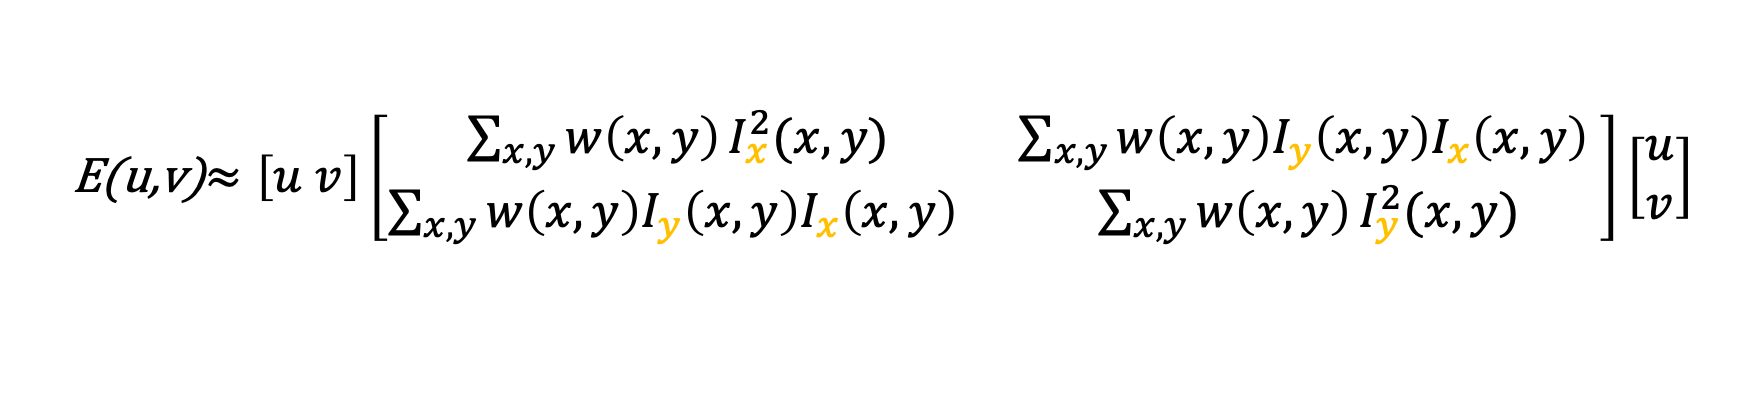 E(u,v)≈ [u v] [ ∑x,y w(x, y) I²x(x, y)   ∑x,y w(x, y)Iy(x, y)Ix(x, y) ] [u]
[ ∑x,y w(x, y)Iy(x, y)Ix(x, y)   ∑x,y w(x, y) I²y(x, y) ] [v]